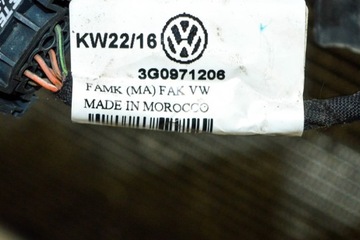 KW22/16
3G0971206
FAMK (MA) FAK VW
MADE IN MOROCCO